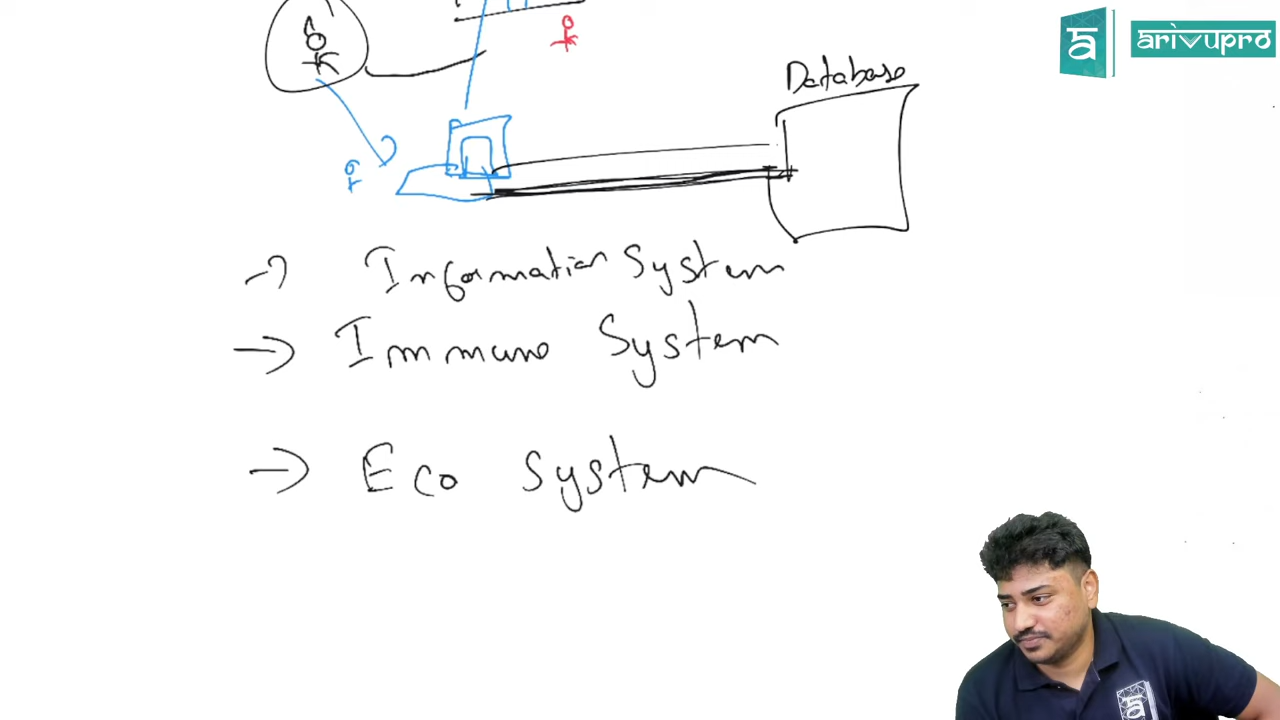 arivupro
Database
→ Information System
→ Immune System
→ Eco System